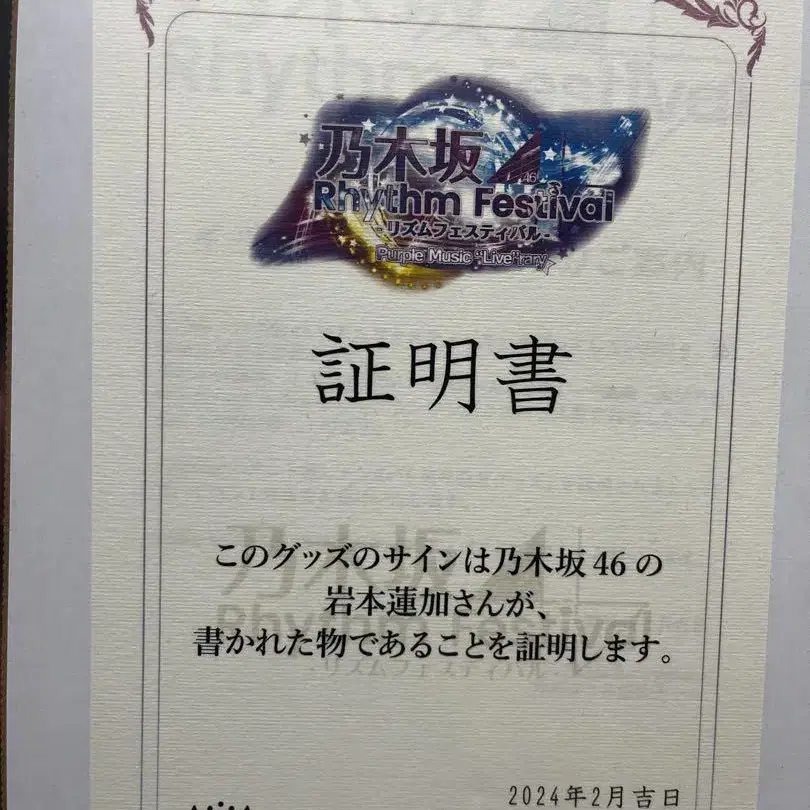 乃木坂46
Rhythm Festival
-リズムフェスティバル-
Purple Music "Live"rary
証明書
このグッズのサインは乃木坂46の
岩本蓮加さんが、
書かれた物であることを証明します。
2024年2月吉日